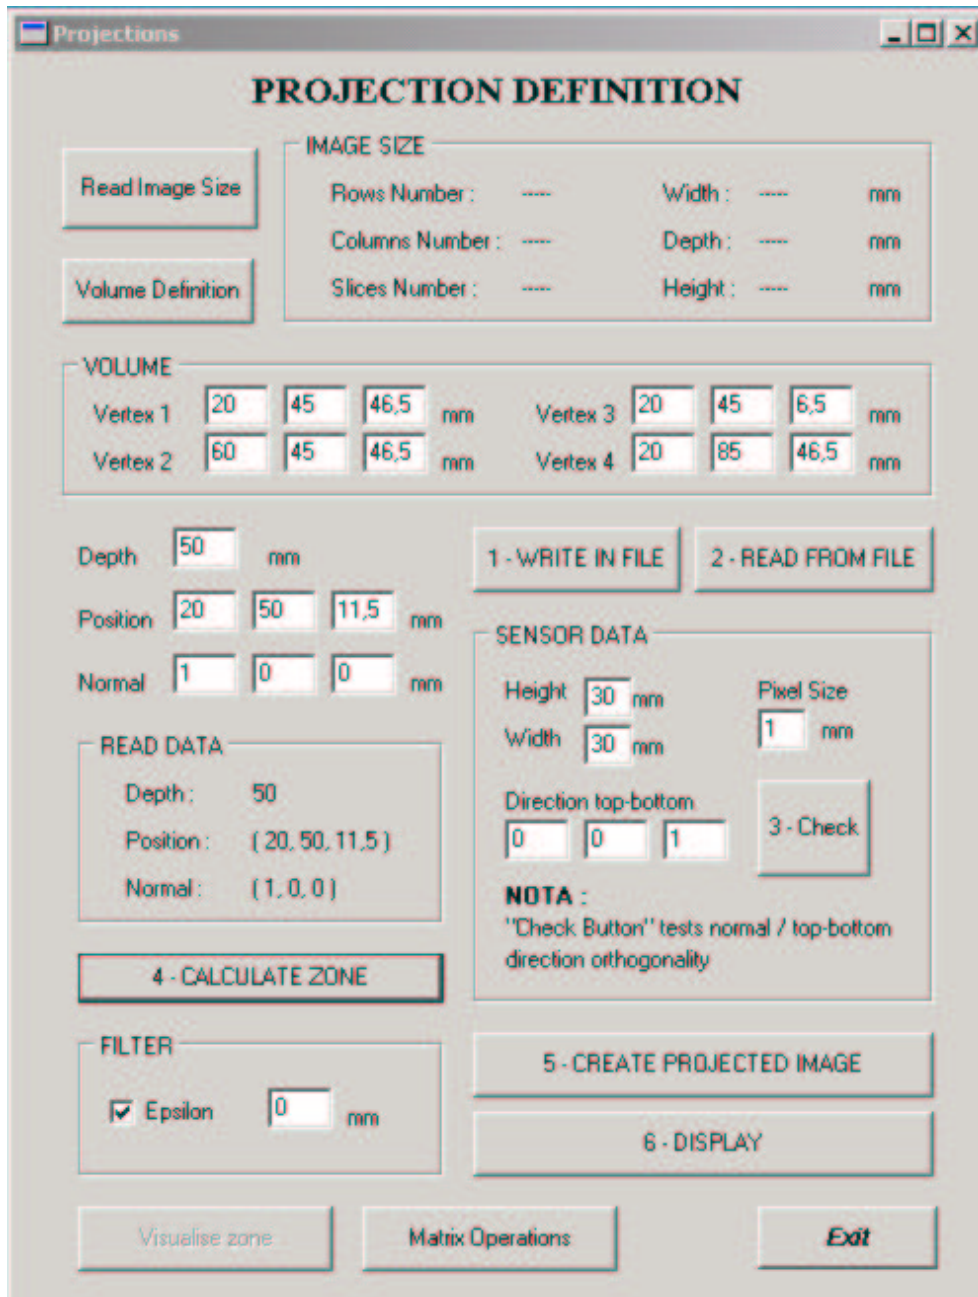 Projections
PROJECTION DEFINITION
Read Image Size
IMAGE SIZE
Rows Number : ----- Width : ----- mm
Columns Number : ----- Depth : ----- mm
Volume Definition
Slices Number : ----- Height : ----- mm
VOLUME
Vertex 1 20 45 46,5 mm Vertex 3 20 45 6,5 mm
Vertex 2 60 45 46,5 mm Vertex 4 20 85 46,5 mm
Depth 50 mm
1 - WRITE IN FILE 2 - READ FROM FILE
Position 20 50 11,5 mm
Normal 1 0 0 mm
SENSOR DATA
Height 30 mm Pixel Size
Width 30 mm 1 mm
Direction top-bottom
0 0 1
3 - Check
NOTA :
"Check Button" tests normal / top-bottom
direction orthogonality
READ DATA
Depth : 50
Position : ( 20, 50, 11,5 )
Normal : ( 1, 0, 0 )
4 - CALCULATE ZONE
FILTER
Epsilon 0 mm
5 - CREATE PROJECTED IMAGE
6 - DISPLAY
Visualise zone Matrix Operations Exit